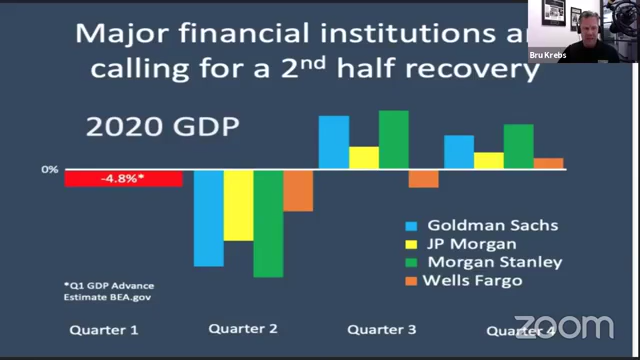 Major financial institutions ar
calling for a 2nd half recovery
Bru Krebs
2020 GDP
0%
-4.8%*
Goldman Sachs
JP Morgan
Morgan Stanley
Wells Fargo
*Q1 GDP Advance
Estimate BEA.gov
zoom
Quarter 1
Quarter 2
Quarter 3
Quarter 4